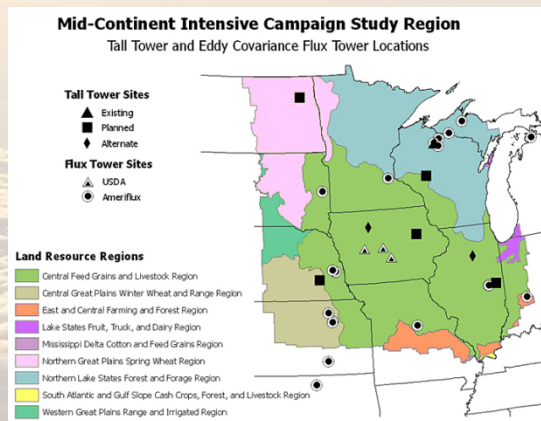 Mid-Continent Intensive Campaign Study Region
Tall Tower and Eddy Covariance Flux Tower Locations
Tall Tower Sites
Existing
Planned
Alternate
Flux Tower Sites
USDA
Ameriflux
Land Resource Regions
Central Feed Grains and Livestock Region
Central Great Plains Winter Wheat and Range Region
East and Central Farming and Forest Region
Lake States Fruit, Truck, and Dairy Region
Mississippi Delta Cotton and Feed Grains Region
Northern Great Plains Spring Wheat Region
Northern Lake States Forest and Forage Region
South Atlantic and Gulf Slope Cash Crops, Forest, and Livestock Region
Western Great Plains Range and Irrigated Region